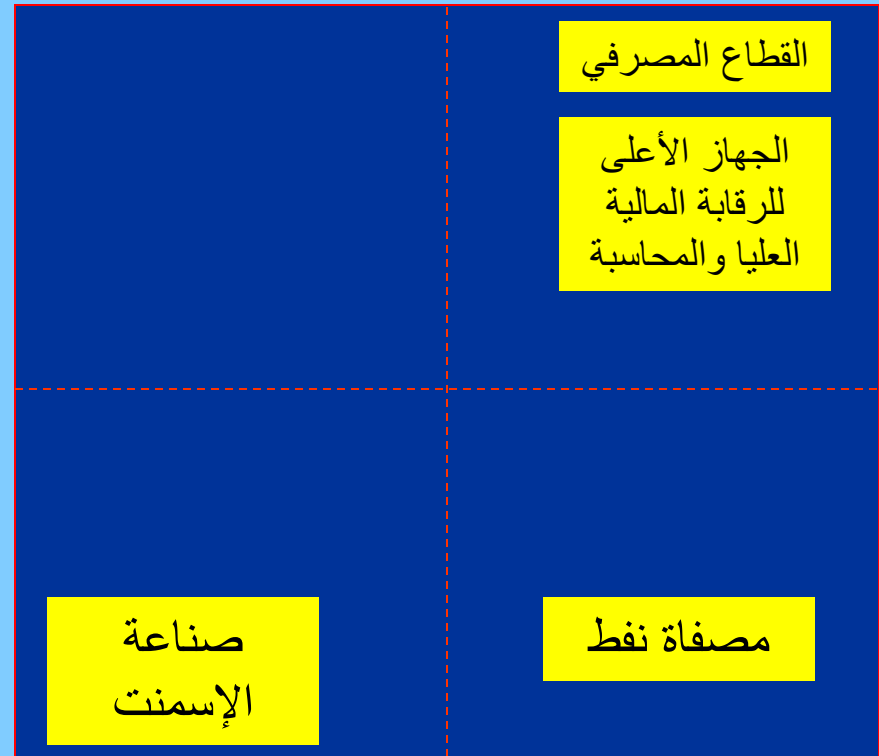 القطاع المصرفي
الجهاز الأعلى
للرقابة المالية
العليا والمحاسبة
مصفاة نفط
صناعة
الإسمنت